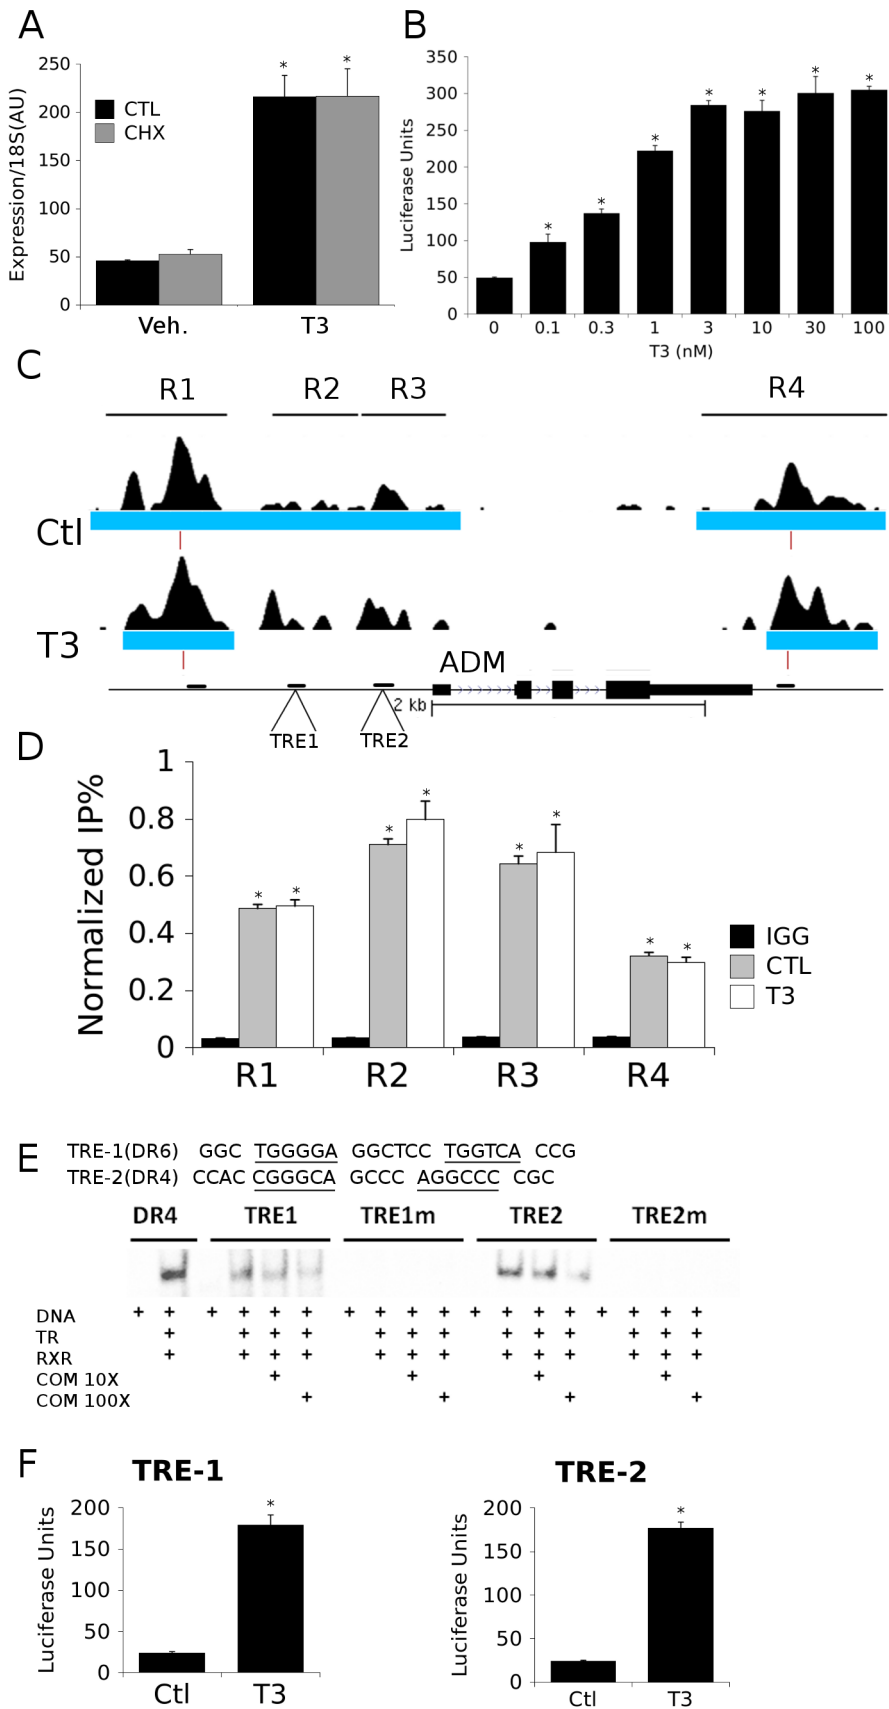 A
Expression/18S(AU)
250
200
150
100
50
0
CTL
CHX
*
*
Veh.
T3
B
Luciferase Units
350
300
250
200
150
100
50
0
*
*
*
*
*
*
*
0
0.1
0.3
1
3
10
30
100
T3 (nM)
C
R1
R2
R3
R4
Ctl
T3
ADM
2 kb
TRE1
TRE2
D
Normalized IP%
1
0.8
0.6
0.4
0.2
0
*
*
*
*
*
*
*
*
IGG
CTL
T3
R1
R2
R3
R4
E
TRE-1(DR6) GGC TGGGGA GGCTCC TGGTCA CCG
TRE-2(DR4) CCAC CGGGCA GCCC AGGCCC CGC
DR4 TRE1 TRE1m TRE2 TRE2m
DNA + + + + + + + + + + + + + + + + + +
TR + + + + + + + + + + + + +
RXR + + + + + + + + + + + + +
COM 10X + + + +
COM 100X + + + +
F
TRE-1
Luciferase Units
200
150
100
50
0
*
Ctl
T3
TRE-2
Luciferase Units
200
150
100
50
0
*
Ctl
T3